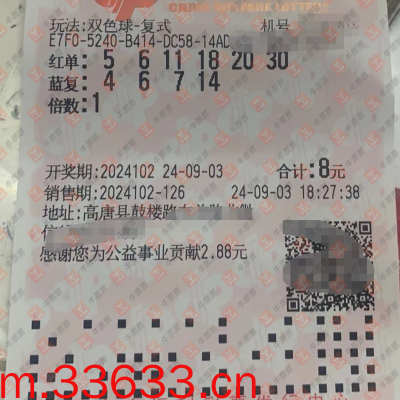 玩法:双色球-复式 机号
E7F0-5240-B414-DC58-14AD
红单: 5 6 11 18 20 30
蓝复: 4 6 7 14
倍数:1
开奖期:2024102 24-09-03 合计:8元
销售期:2024102-126 24-09-03 18:27:38
地址:高唐县鼓楼路
感谢您为公益事业贡献2.88元
m.33633.cn